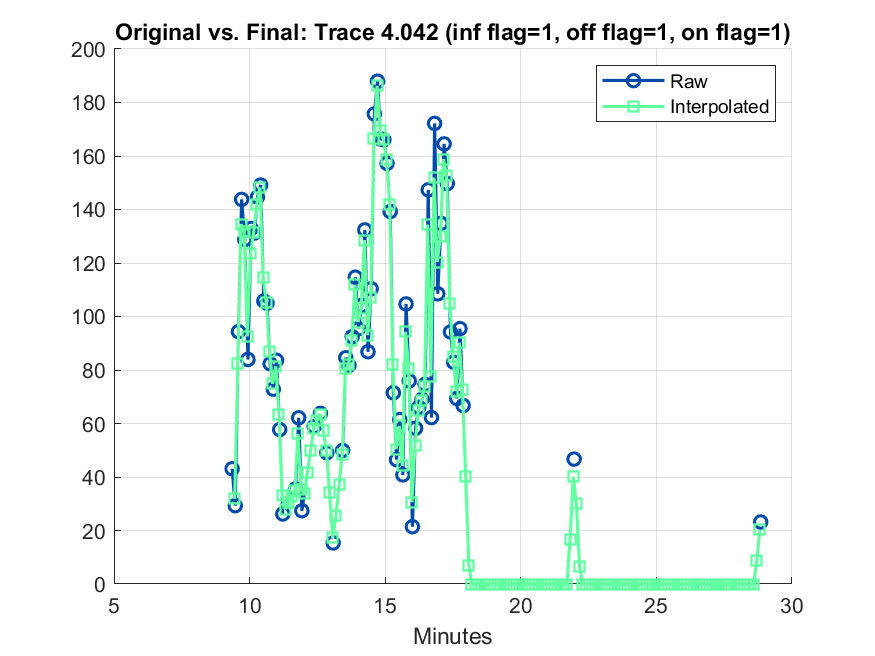 Original vs. Final: Trace 4.042 (inf flag=1, off flag=1, on flag=1)
200
180
160
140
120
100
80
60
40
20
0
Raw
Interpolated
5 10 15 20 25 30
Minutes